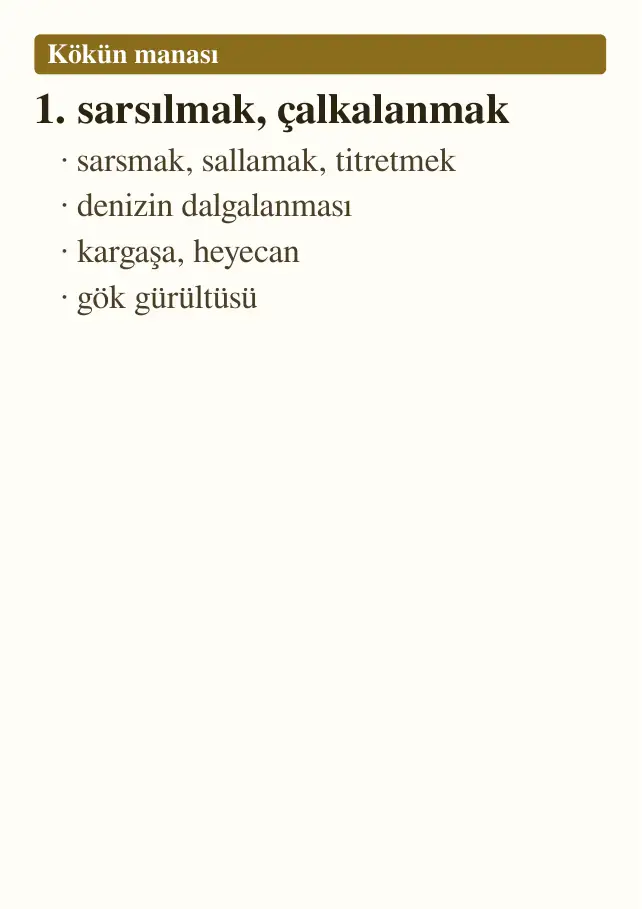 Kökün manası
1. sarsılmak, çalkalanmak
· sarsmak, sallamak, titretmek
· denizin dalgalanması
· kargaşa, heyecan
· gök gürültüsü